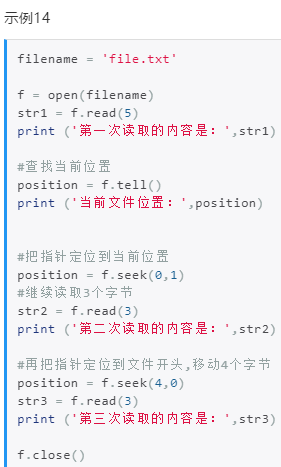 示例14
filename = 'file.txt'
f = open(filename)
str1 = f.read(5)
print ('第一次读取的内容是：',str1)
#查找当前位置
position = f.tell()
print ('当前文件位置：',position)
#把指针定位到当前位置
position = f.seek(0,1)
#继续读取3个字节
str2 = f.read(3)
print ('第二次读取的内容是：',str2)
#再把指针定位到文件开头,移动4个字节
position = f.seek(4,0)
str3 = f.read(3)
print ('第三次读取的内容是：',str3)
f.close()